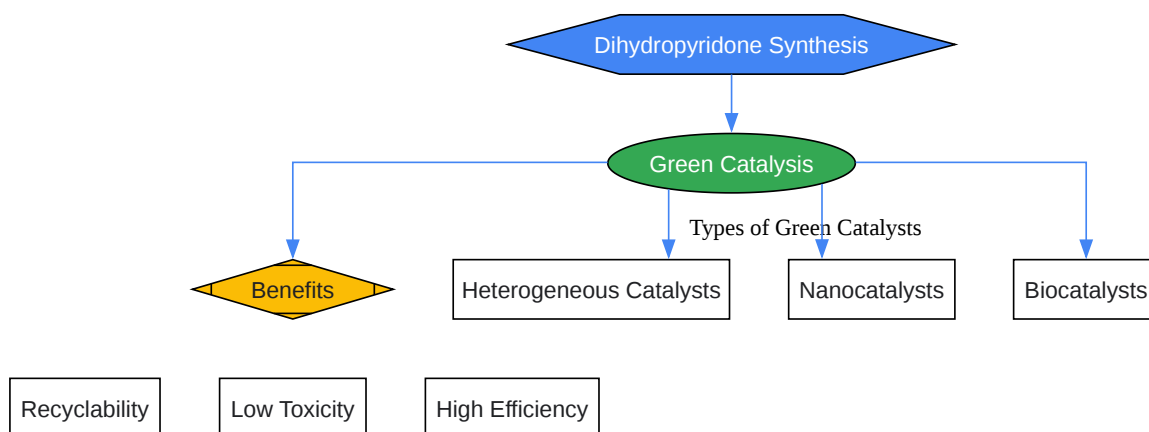 Dihydropyridone Synthesis
Green Catalysis
Types of Green Catalysts
Benefits
Heterogeneous Catalysts
Nanocatalysts
Biocatalysts
Recyclability
Low Toxicity
High Efficiency